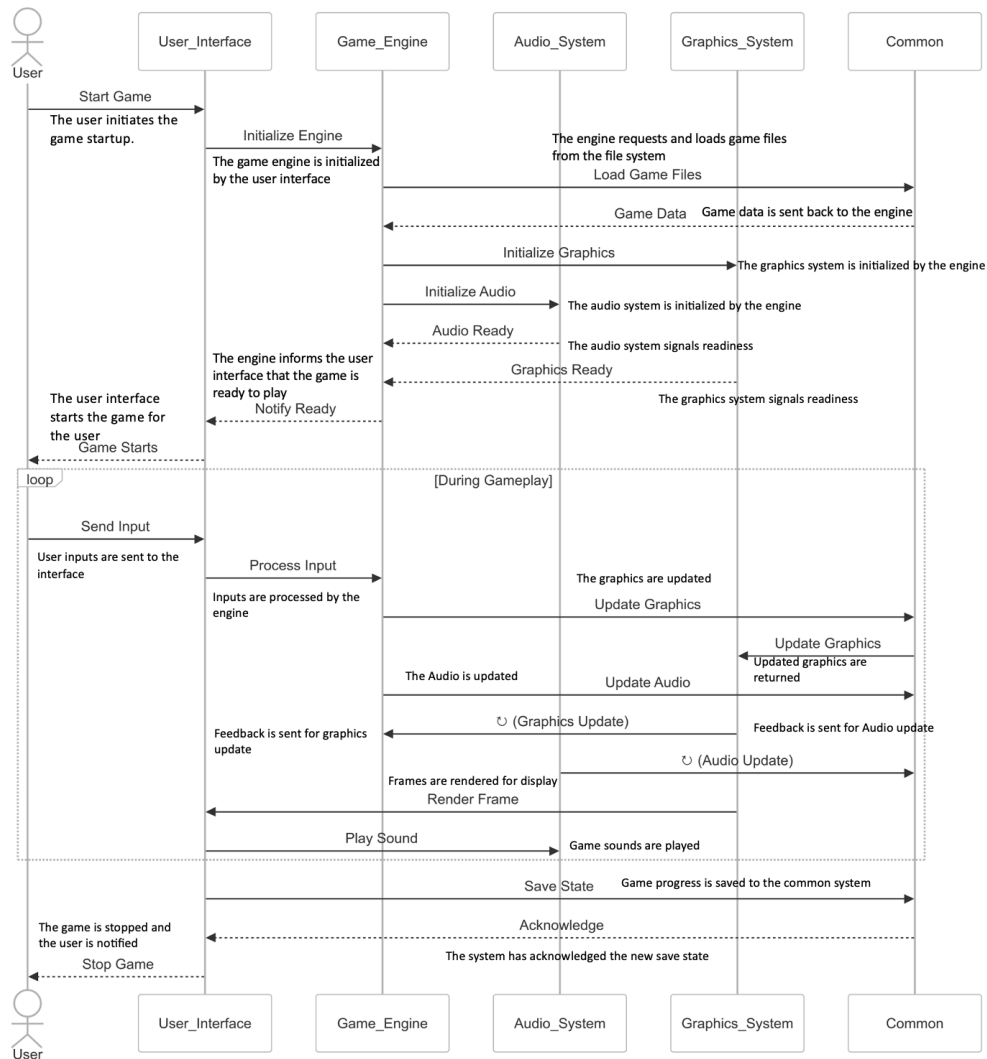 User_Interface Game_Engine Audio_System Graphics_System Common
User
Start Game
The user initiates the
game startup.
Initialize Engine
The game engine is initialized
by the user interface
The engine requests and loads game files
from the file system
Load Game Files
Game Data
Game data is sent back to the engine
Initialize Graphics
The graphics system is initialized by the engine
Initialize Audio
The audio system is initialized by the engine
Audio Ready
The audio system signals readiness
The engine informs the user
interface that the game is
ready to play
Graphics Ready
The graphics system signals readiness
Notify Ready
The user interface
starts the game for
the user
Game Starts
loop
[During Gameplay]
Send Input
User inputs are sent to the
interface
Process Input
Inputs are processed by the
engine
The graphics are updated
Update Graphics
Update Graphics
Updated graphics are
returned
The Audio is updated
Update Audio
↻ (Graphics Update)
Feedback is sent for graphics
update
Feedback is sent for Audio update
↻ (Audio Update)
Frames are rendered for display
Render Frame
Play Sound
Game sounds are played
Save State
Game progress is saved to the common system
Acknowledge
The system has acknowledged the new save state
The game is stopped and
the user is notified
Stop Game
User_Interface Game_Engine Audio_System Graphics_System Common
User